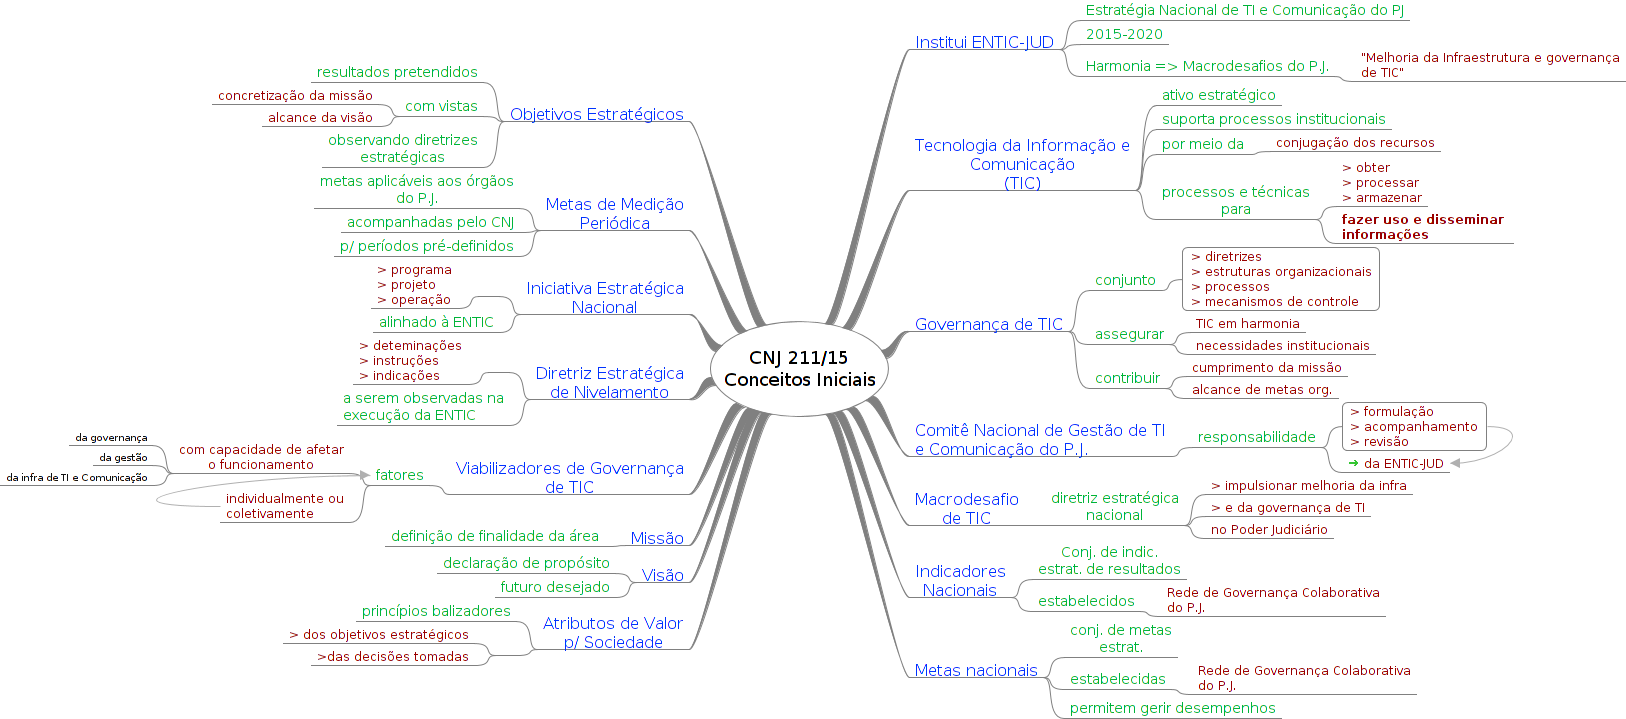 CNJ 211/15
Conceitos Iniciais
Institui ENTIC-JUD
Estratégia Nacional de TI e Comunicação do PJ
2015-2020
Harmonia => Macrodesafios do P.J.
"Melhoria da Infraestrutura e governança
de TIC"
Tecnologia da Informação e
Comunicação
(TIC)
ativo estratégico
suporta processos institucionais
por meio da
conjugação dos recursos
processos e técnicas
para
> obter
> processar
> armazenar
fazer uso e disseminar
informações
Governança de TIC
conjunto
> diretrizes
> estruturas organizacionais
> processos
> mecanismos de controle
assegurar
TIC em harmonia
necessidades institucionais
contribuir
cumprimento da missão
alcance de metas org.
Comitê Nacional de Gestão de TI
e Comunicação do P.J.
responsabilidade
> formulação
> acompanhamento
> revisão
➔ da ENTIC-JUD
Macrodesafio
de TIC
diretriz estratégica
nacional
> impulsionar melhoria da infra
> e da governança de TI
no Poder Judiciário
Indicadores
Nacionais
Conj. de indic.
estrat. de resultados
estabelecidos
Rede de Governança Colaborativa
do P.J.
Metas nacionais
conj. de metas
estrat.
estabelecidas
Rede de Governança Colaborativa
do P.J.
permitem gerir desempenhos
Objetivos Estratégicos
resultados pretendidos
com vistas
concretização da missão
alcance da visão
observando diretrizes
estratégicas
Metas de Medição
Periódica
metas aplicáveis aos órgãos
do P.J.
acompanhadas pelo CNJ
p/ períodos pré-definidos
Iniciativa Estratégica
Nacional
> programa
> projeto
> operação
alinhado à ENTIC
Diretriz Estratégica
de Nivelamento
> deteminações
> instruções
> indicações
a serem observadas na
execução da ENTIC
Viabilizadores de Governança
de TIC
fatores
com capacidade de afetar
o funcionamento
da governança
da gestão
da infra de TI e Comunicação
individualmente ou
coletivamente
Missão
definição de finalidade da área
Visão
declaração de propósito
futuro desejado
Atributos de Valor
p/ Sociedade
princípios balizadores
> dos objetivos estratégicos
>das decisões tomadas